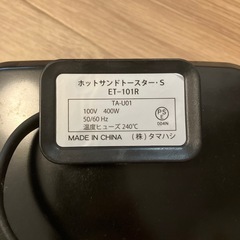 ホットサンドトースター・S
ET-101R
TA-U01
100V 400W
50/60 Hz
温度ヒューズ 240℃
PS
E
MADE IN CHINA (株)タマハシ